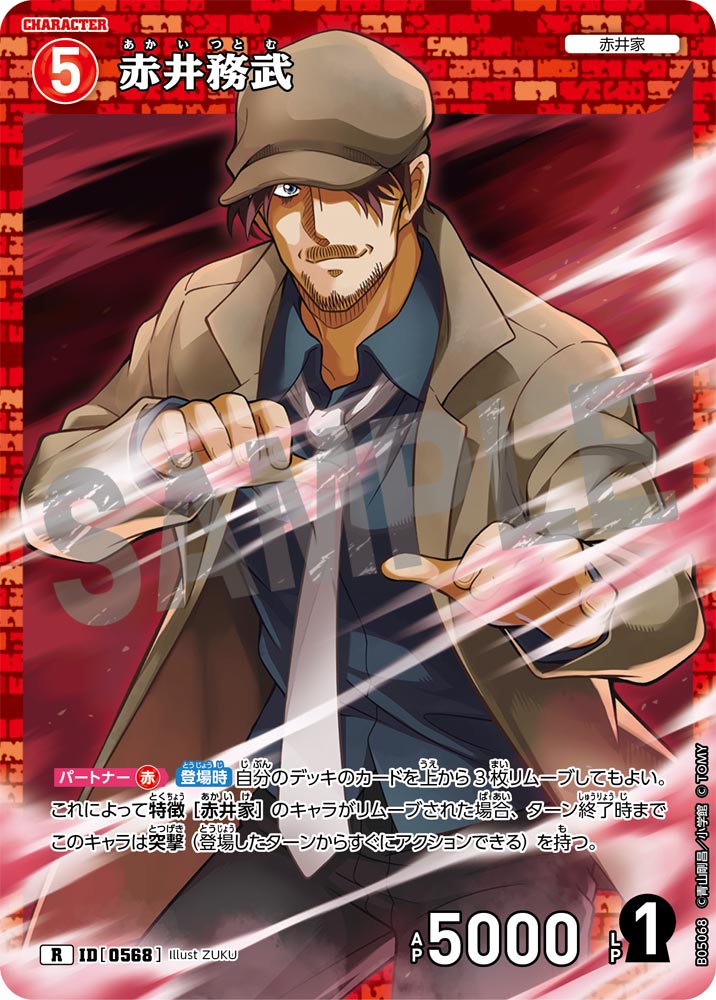 CHARACTER
5
あかいつとむ
赤井務武
赤井家
SAMPLE
パートナー 赤 登場時 自分のデッキのカードを上から3枚リムーブしてもよい。
これによって特徴［赤井家］のキャラがリムーブされた場合、ターン終了時まで
このキャラは突撃（登場したターンからすぐにアクションできる）を持つ。
AP 5000 LP 1
R ID[0568] Illust ZUKU
B05068 ©青山剛昌／小学館 ©TOMY